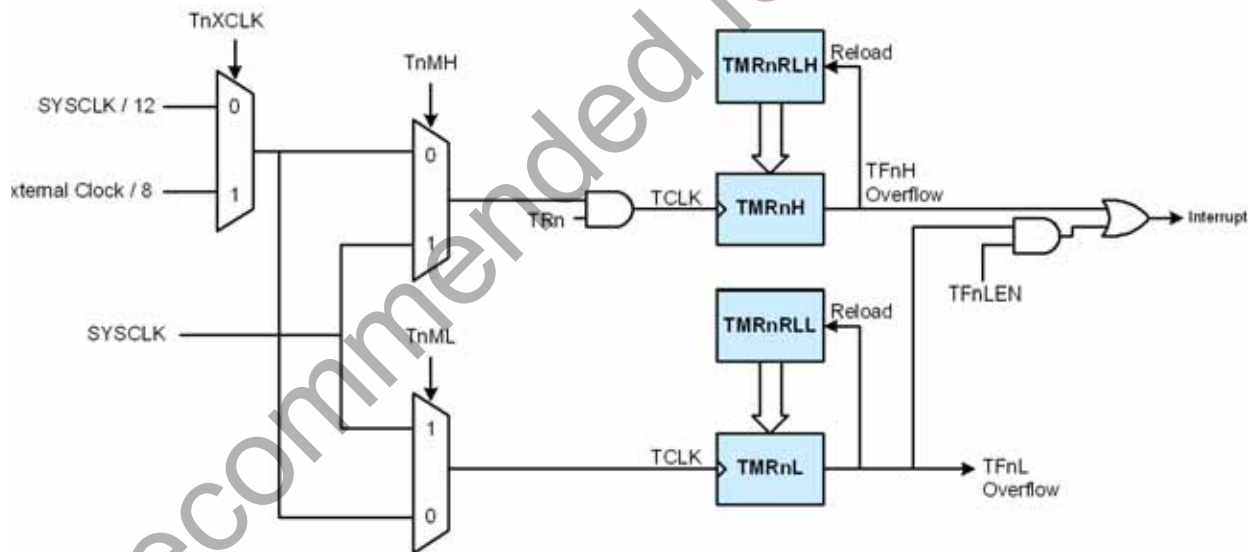 TnXCLK
SYSCLK / 12
0
xternal Clock / 8
1
TnMH
0
1
SYSCLK
TnML
1
0
TRn
TCLK
TMRnRLH
Reload
TMRnH
TFnH
Overflow
Interrupt
TFnLEN
TMRnRLL
Reload
TCLK
TMRnL
TFnL
Overflow
ecommended